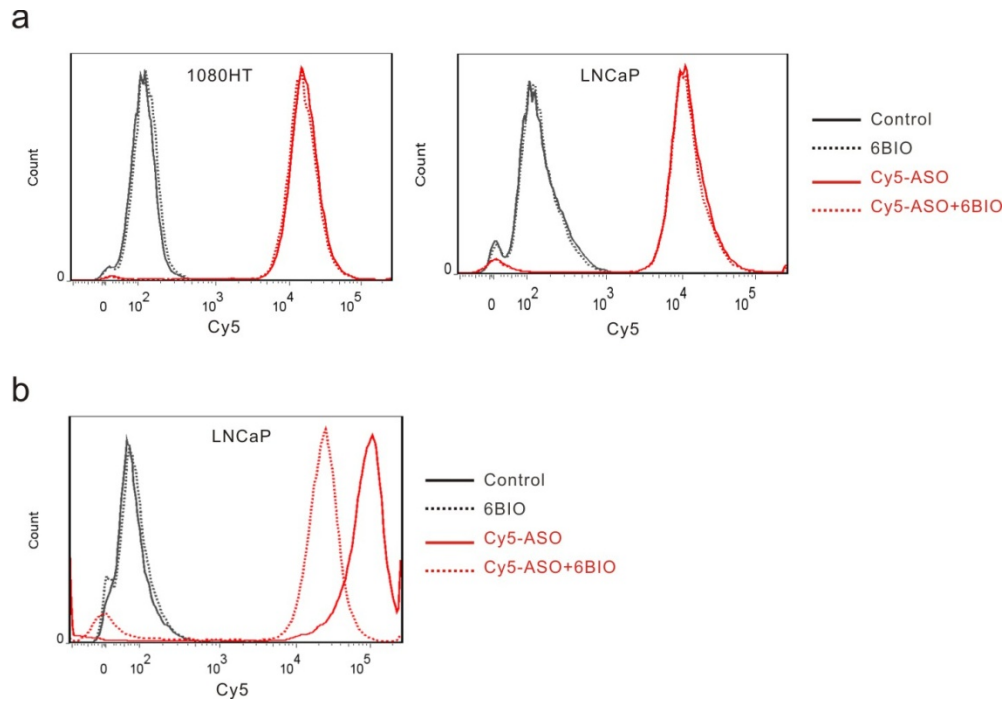 a
1080HT
Count
0
0 10² 10³ 10⁴ 10⁵
Cy5
LNCaP
Count
0
0 10² 10³ 10⁴ 10⁵
Cy5
Control
6BIO
Cy5-ASO
Cy5-ASO+6BIO
b
LNCaP
Count
0
0 10² 10³ 10⁴ 10⁵
Cy5
Control
6BIO
Cy5-ASO
Cy5-ASO+6BIO